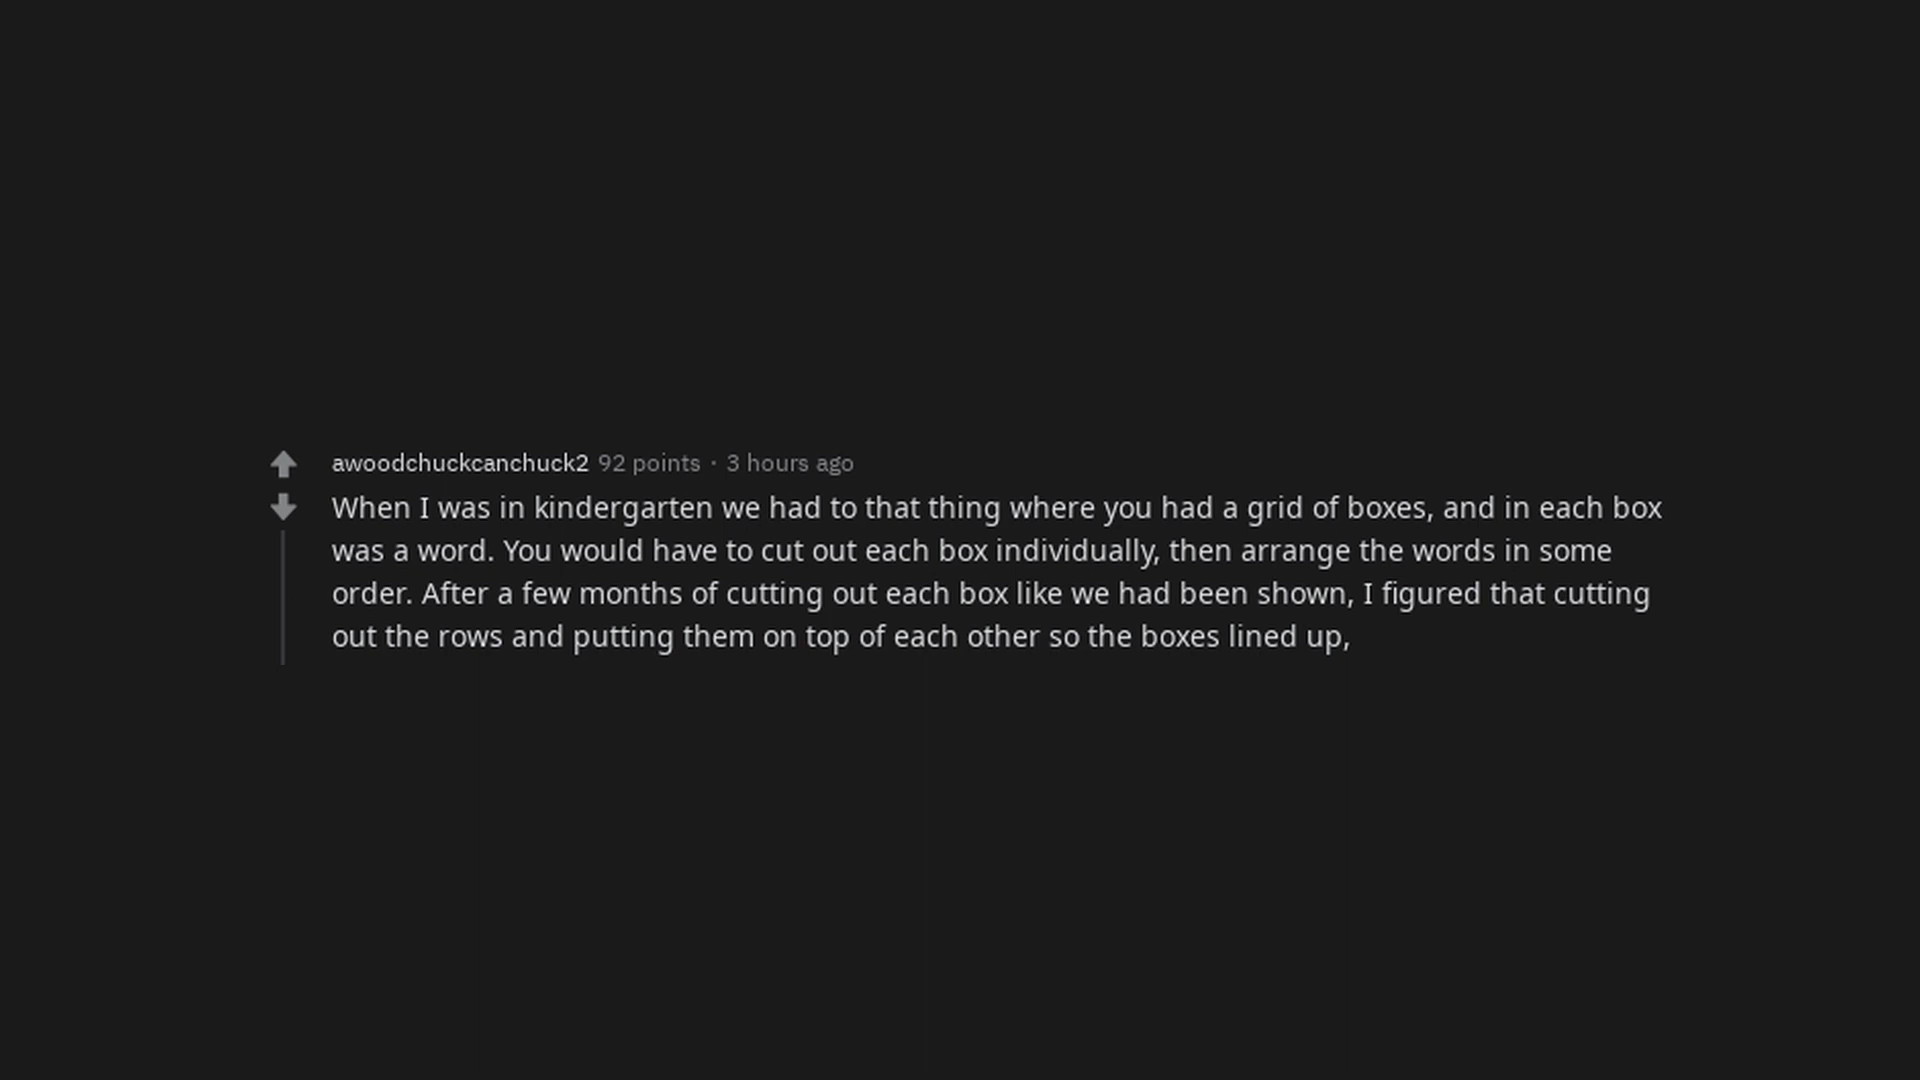 awoodchuckcanchuck2 92 points · 3 hours ago
When I was in kindergarten we had to that thing where you had a grid of boxes, and in each box
was a word. You would have to cut out each box individually, then arrange the words in some
order. After a few months of cutting out each box like we had been shown, I figured that cutting
out the rows and putting them on top of each other so the boxes lined up,